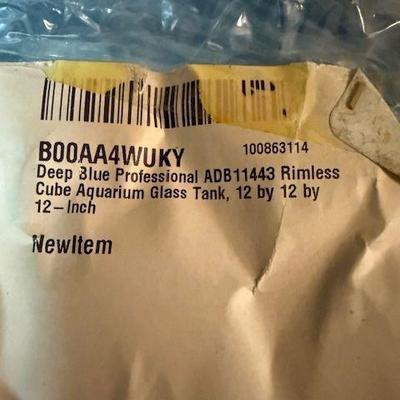 B00AA4WUKY 100863114
Deep Blue Professional ADB11443 Rimless
Cube Aquarium Glass Tank, 12 by 12 by
12-Inch
NewItem